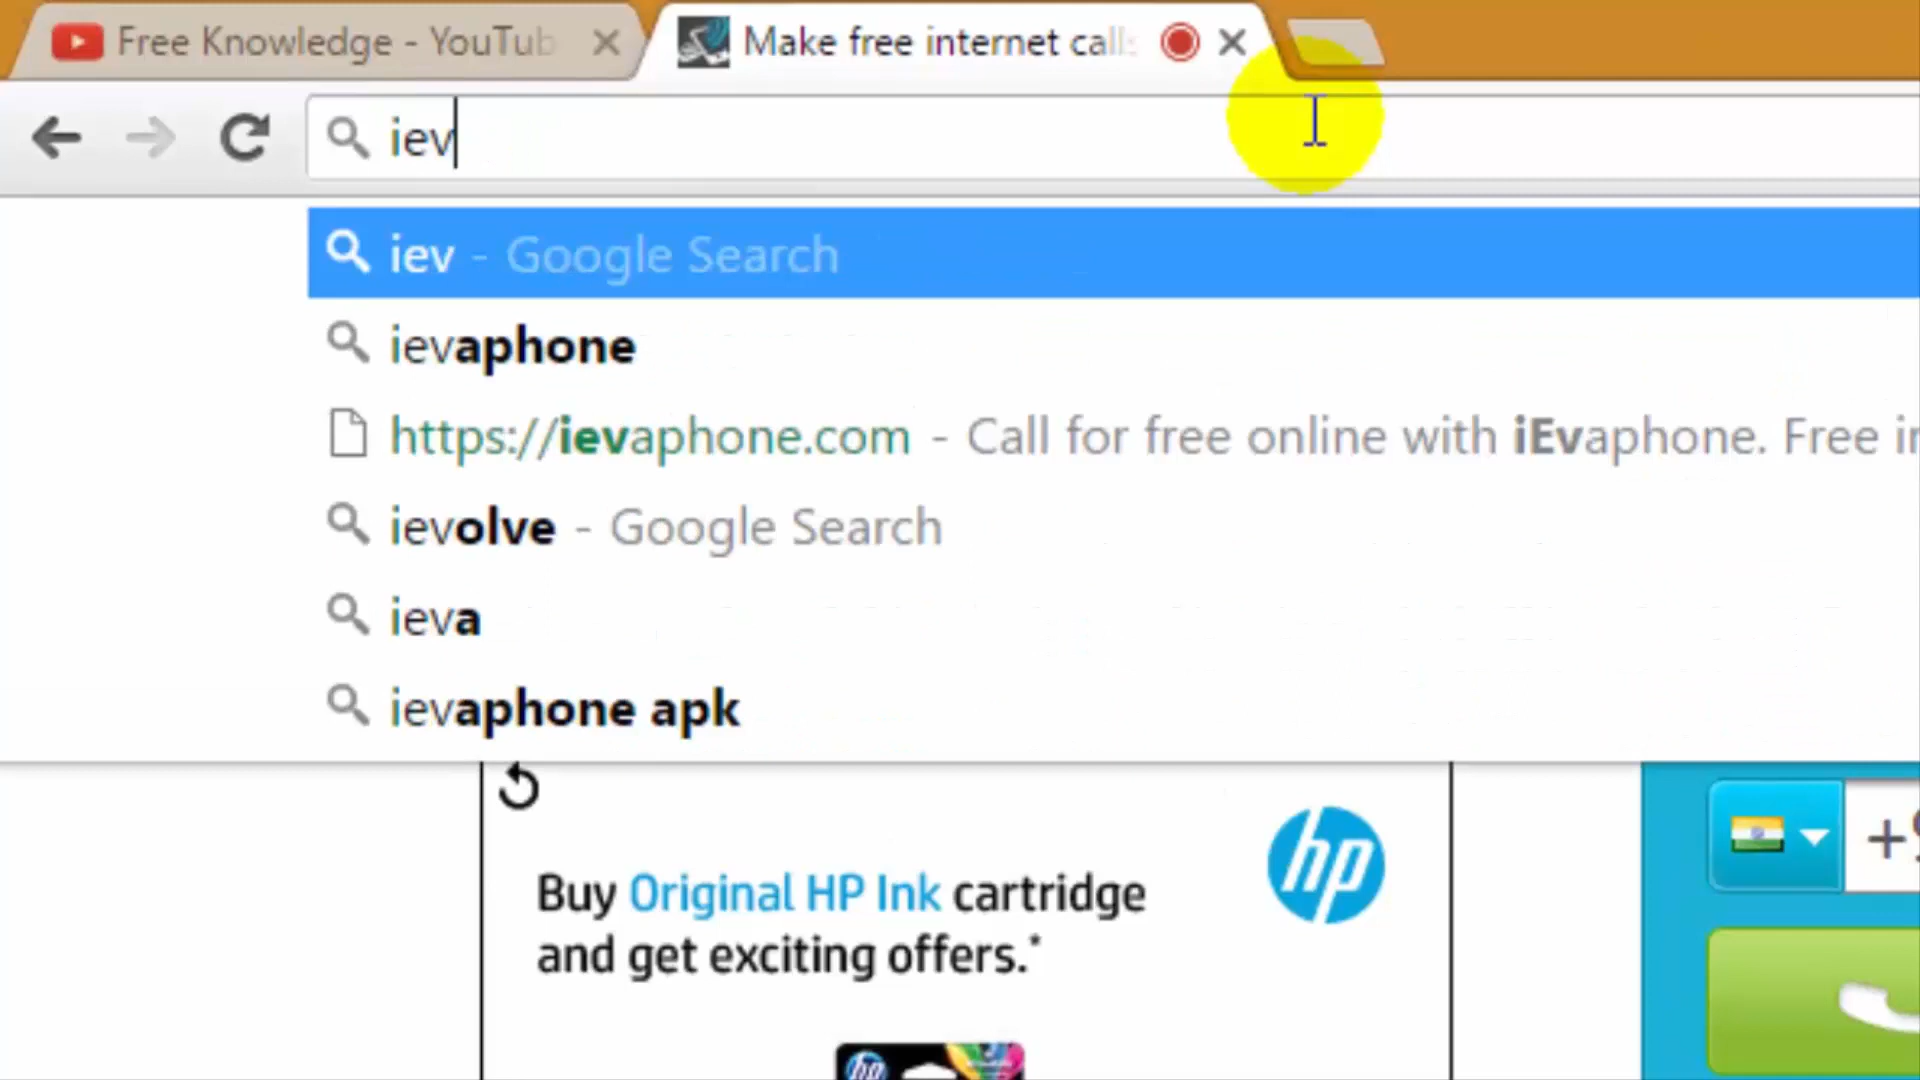 Free Knowledge - YouTub
Make free internet call
iev
iev - Google Search
ievaphone
https://ievaphone.com - Call for free online with iEvaphone. Free
ievolve - Google Search
ieva
ievaphone apk
hp
Buy Original HP Ink cartridge
and get exciting offers.*
hp